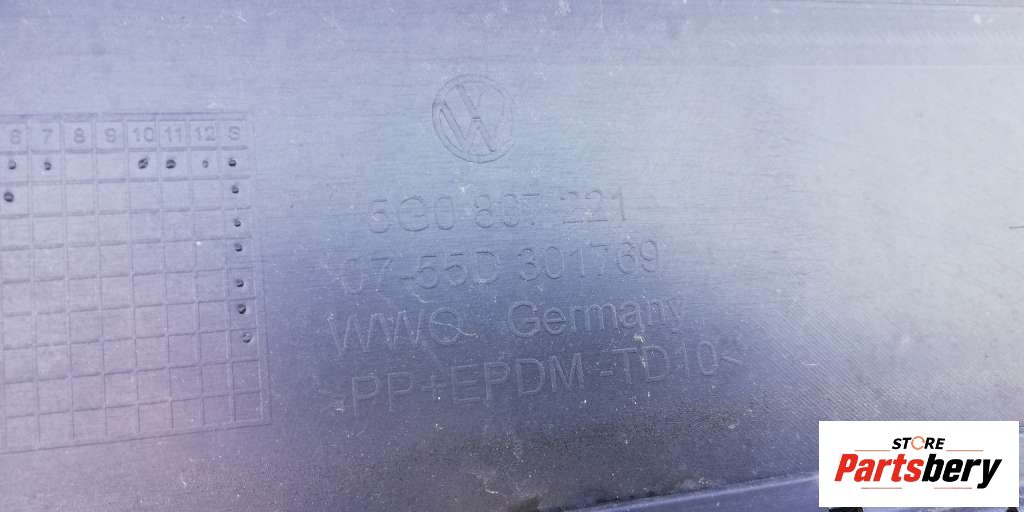 6 7 8 9 10 11 12 S
5G0 807 221
07-55D 301769
Germany
PP+EPDM -TD10<
STORE
Partsbery